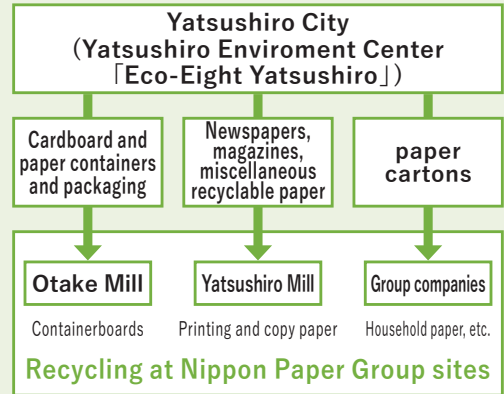 Yatsushiro City
(Yatsushiro Enviroment Center
「Eco-Eight Yatsushiro」)
Cardboard and
paper containers
and packaging
Newspapers,
magazines,
miscellaneous
recyclable paper
paper
cartons
Otake Mill
Yatsushiro Mill
Group companies
Containerboards
Printing and copy paper
Household paper, etc.
Recycling at Nippon Paper Group sites